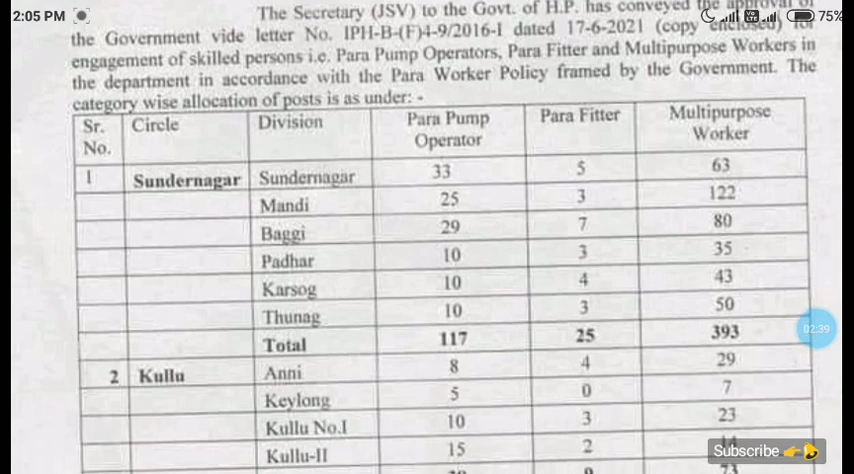 2:05 PM
75%
The Secretary (JSV) to the Govt. of H.P. has conveyed the approval of
the Government vide letter No. IPH-B-(F)4-9/2016-I dated 17-6-2021 (copy enclosed) for
engagement of skilled persons i.e. Para Pump Operators, Para Fitter and Multipurpose Workers in
the department in accordance with the Para Worker Policy framed by the Government. The
category wise allocation of posts is as under: -
Sr. No. Circle Division Para Pump Operator Para Fitter Multipurpose Worker
1 Sundernagar Sundernagar 33 5 63
Mandi 25 3 122
Baggi 29 7 80
Padhar 10 3 35
Karsog 10 4 43
Thunag 10 3 50
Total 117 25 393
02:39
2 Kullu Anni 8 4 29
Keylong 5 0 7
Kullu No.I 10 3 23
Kullu-II 15 2 14
Subscribe